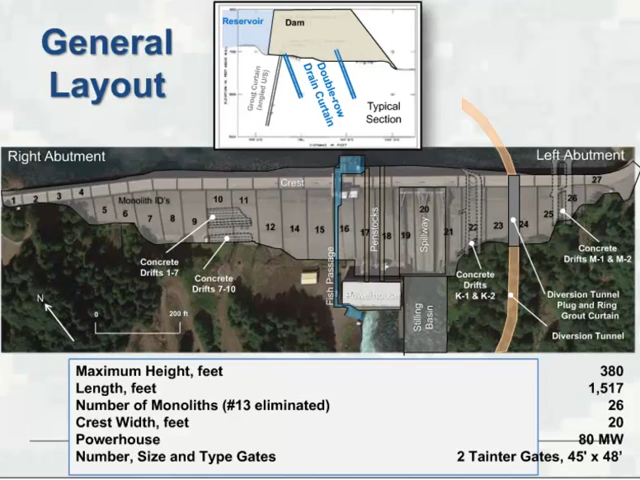 General
Layout
Reservoir
Dam
Grout Curtain
(angled U/S)
Double-row
Drain Curtain
Typical
Section
Right Abutment
Left Abutment
Crest
Monolith ID's
1
2
3
4
5
6
7
8
9
10
11
12
14
15
16
17
18
19
20
21
22
23
24
25
26
27
Penstocks
Spillway
Fish Passage
Powerhouse
Stilling
Basin
Concrete
Drifts 1-7
Concrete
Drifts 7-10
Concrete
Drifts
K-1 & K-2
Concrete
Drifts M-1 & M-2
Diversion Tunnel
Plug and Ring
Grout Curtain
Diversion Tunnel
N
0
200 ft
Maximum Height, feet 380
Length, feet 1,517
Number of Monoliths (#13 eliminated) 26
Crest Width, feet 20
Powerhouse 80 MW
Number, Size and Type Gates 2 Tainter Gates, 45' x 48'